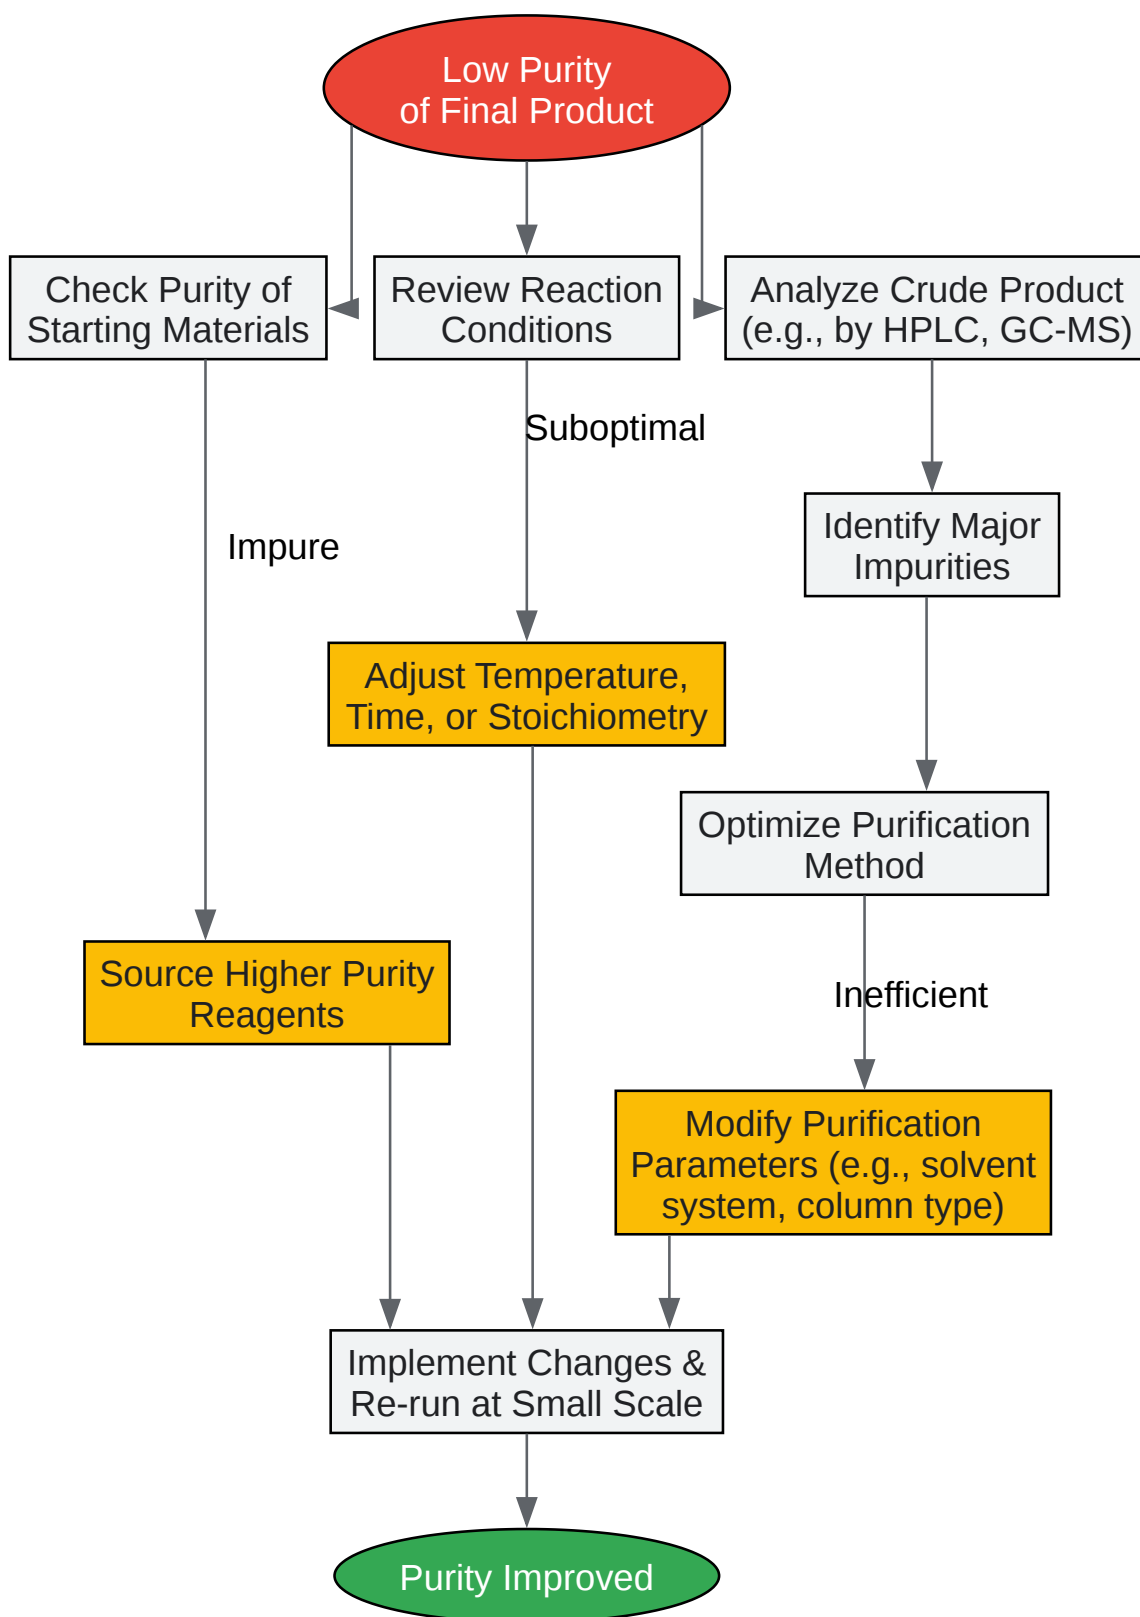 Low Purity
of Final Product
Check Purity of
Starting Materials
Review Reaction
Conditions
Analyze Crude Product
(e.g., by HPLC, GC-MS)
Suboptimal
Identify Major
Impurities
Impure
Adjust Temperature,
Time, or Stoichiometry
Optimize Purification
Method
Source Higher Purity
Reagents
Inefficient
Modify Purification
Parameters (e.g., solvent
system, column type)
Implement Changes &
Re-run at Small Scale
Purity Improved